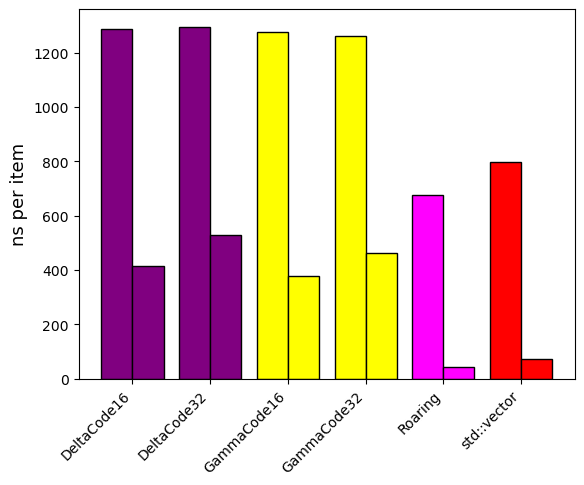 ns per item
1200
1000
800
600
400
200
0
DeltaCode16
DeltaCode32
GammaCode16
GammaCode32
Roaring
std::vector